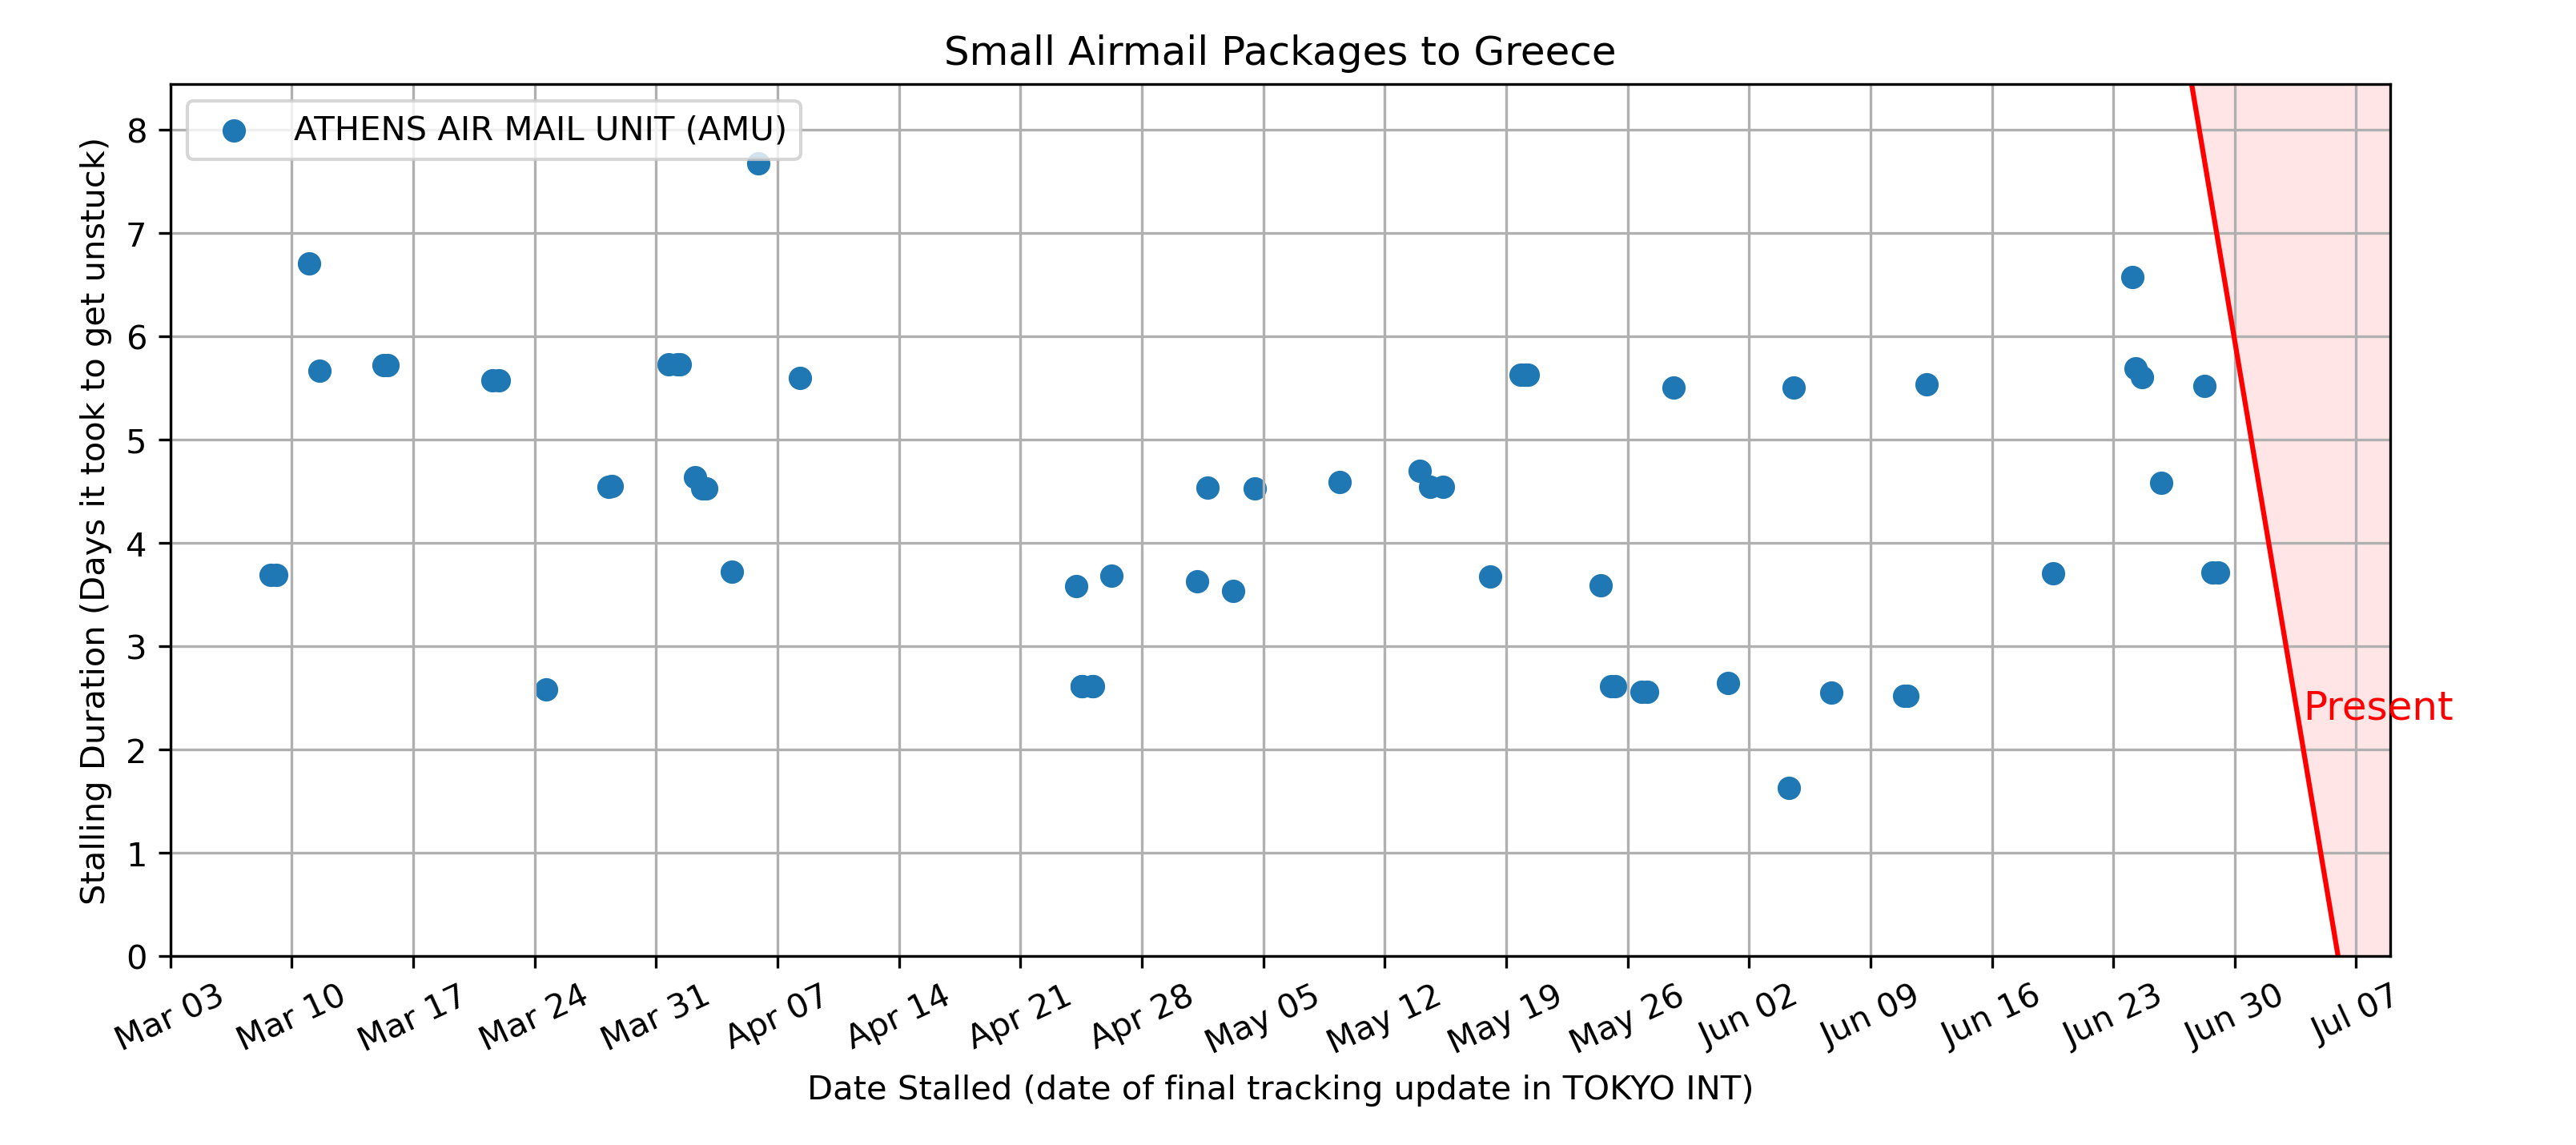 Small Airmail Packages to Greece
ATHENS AIR MAIL UNIT (AMU)
Stalling Duration (Days it took to get unstuck)
8
7
6
5
4
3
2
1
0
Present
Mar 03
Mar 10
Mar 17
Mar 24
Mar 31
Apr 07
Apr 14
Apr 21
Apr 28
May 05
May 12
May 19
May 26
Jun 02
Jun 09
Jun 16
Jun 23
Jun 30
Jul 07
Date Stalled (date of final tracking update in TOKYO INT)